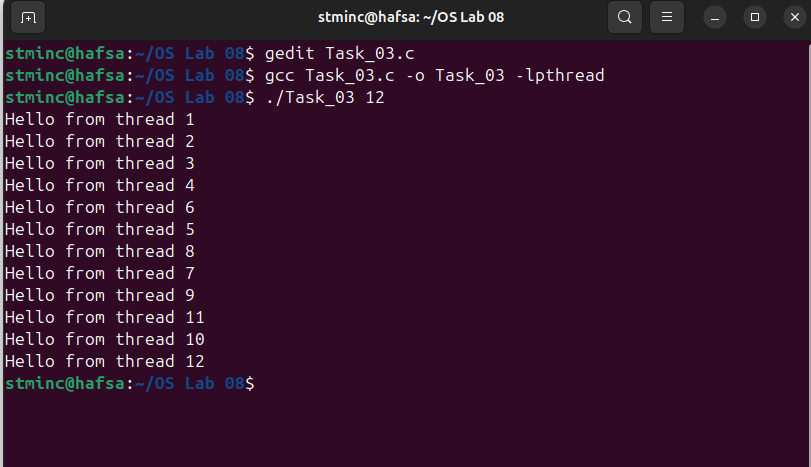 stminc@hafsa: ~/OS Lab 08
stminc@hafsa:~/OS Lab 08$ gedit Task_03.c
stminc@hafsa:~/OS Lab 08$ gcc Task_03.c -o Task_03 -lpthread
stminc@hafsa:~/OS Lab 08$ ./Task_03 12
Hello from thread 1
Hello from thread 2
Hello from thread 3
Hello from thread 4
Hello from thread 6
Hello from thread 5
Hello from thread 8
Hello from thread 7
Hello from thread 9
Hello from thread 11
Hello from thread 10
Hello from thread 12
stminc@hafsa:~/OS Lab 08$